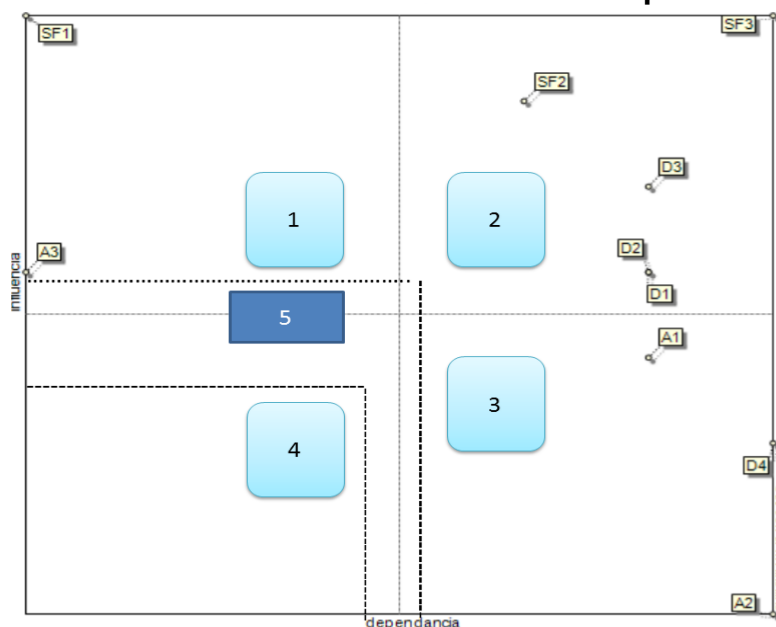 SF1
SF3
SF2
D3
1
2
A3
D2
D1
influencia
5
A1
3
4
D4
A2
dependancia